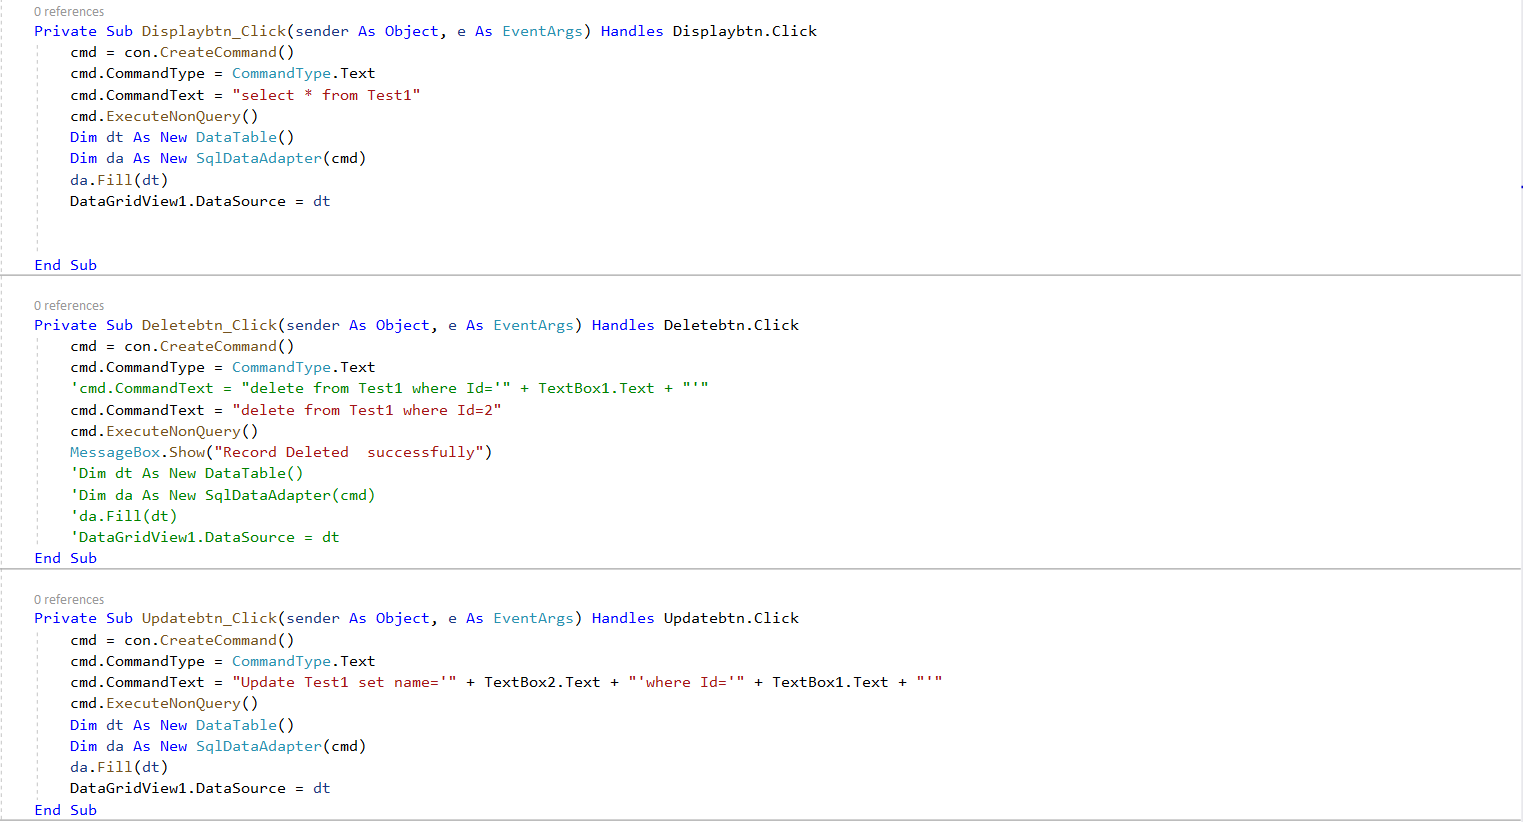 0 references
Private Sub Displaybtn_Click(sender As Object, e As EventArgs) Handles Displaybtn.Click
cmd = con.CreateCommand()
cmd.CommandType = CommandType.Text
cmd.CommandText = "select * from Test1"
cmd.ExecuteNonQuery()
Dim dt As New DataTable()
Dim da As New SqlDataAdapter(cmd)
da.Fill(dt)
DataGridView1.DataSource = dt
End Sub
0 references
Private Sub Deletebtn_Click(sender As Object, e As EventArgs) Handles Deletebtn.Click
cmd = con.CreateCommand()
cmd.CommandType = CommandType.Text
'cmd.CommandText = "delete from Test1 where Id='" + TextBox1.Text + "'"
cmd.CommandText = "delete from Test1 where Id=2"
cmd.ExecuteNonQuery()
MessageBox.Show("Record Deleted  successfully")
'Dim dt As New DataTable()
'Dim da As New SqlDataAdapter(cmd)
'da.Fill(dt)
'DataGridView1.DataSource = dt
End Sub
0 references
Private Sub Updatebtn_Click(sender As Object, e As EventArgs) Handles Updatebtn.Click
cmd = con.CreateCommand()
cmd.CommandType = CommandType.Text
cmd.CommandText = "Update Test1 set name='" + TextBox2.Text + "'where Id='" + TextBox1.Text + "'"
cmd.ExecuteNonQuery()
Dim dt As New DataTable()
Dim da As New SqlDataAdapter(cmd)
da.Fill(dt)
DataGridView1.DataSource = dt
End Sub